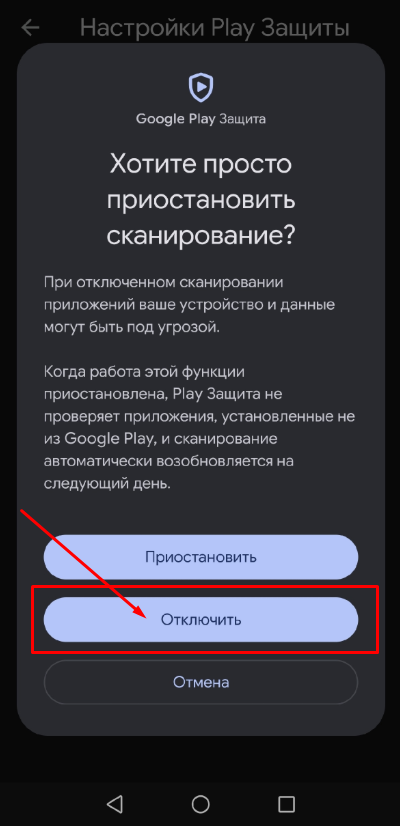 Настройки Play Защиты
Google Play Защита
Хотите просто
приостановить
сканирование?
При отключенном сканировании
приложений ваше устройство и данные
могут быть под угрозой.
Когда работа этой функции
приостановлена, Play Защита не
проверяет приложения, установленные не
из Google Play, и сканирование
автоматически возобновляется на
следующий день.
Приостановить
Отключить
Отмена